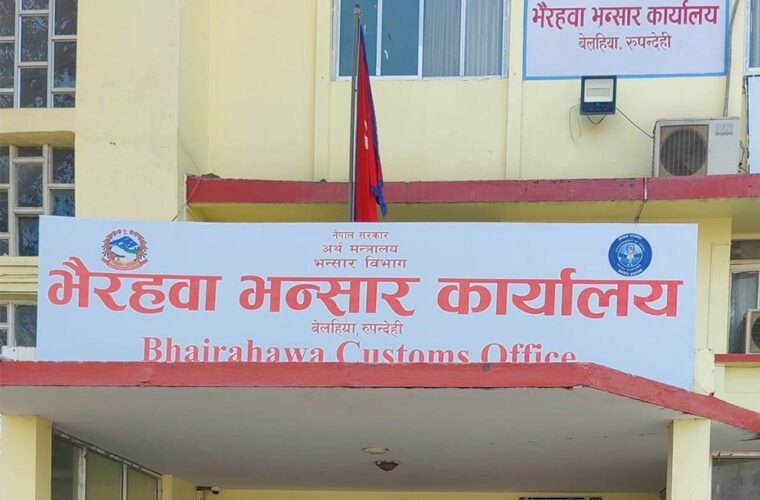 भैरहवा भन्सार कार्यालय
बेलहिया, रुपन्देही
नेपाल सरकार
अर्थ मन्त्रालय
भन्सार विभाग
भैरहवा भन्सार कार्यालय
बेलहिया, रुपन्देही
Bhairahawa Customs Office